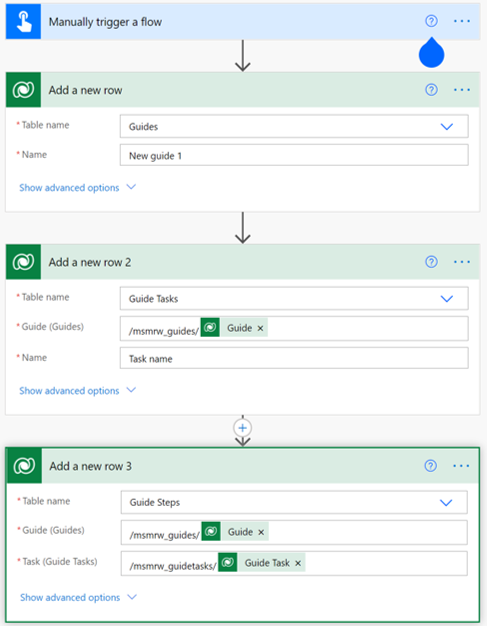 Manually trigger a flow
Add a new row
* Table name
Guides
* Name
New guide 1
Show advanced options
Add a new row 2
* Table name
Guide Tasks
* Guide (Guides)
/msmrw_guides/ Guide ×
* Name
Task name
Show advanced options
Add a new row 3
* Table name
Guide Steps
* Guide (Guides)
/msmrw_guides/ Guide ×
* Task (Guide Tasks)
/msmrw_guidetasks/ Guide Task ×
Show advanced options